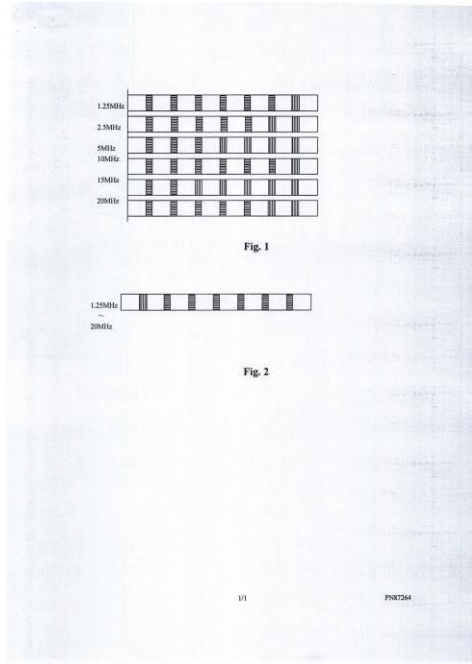 1.25MHz
2.5MHz
5MHz
10MHz
15MHz
20MHz
Fig. 1
1.25MHz
~
20MHz
Fig. 2
1/1 PN87264